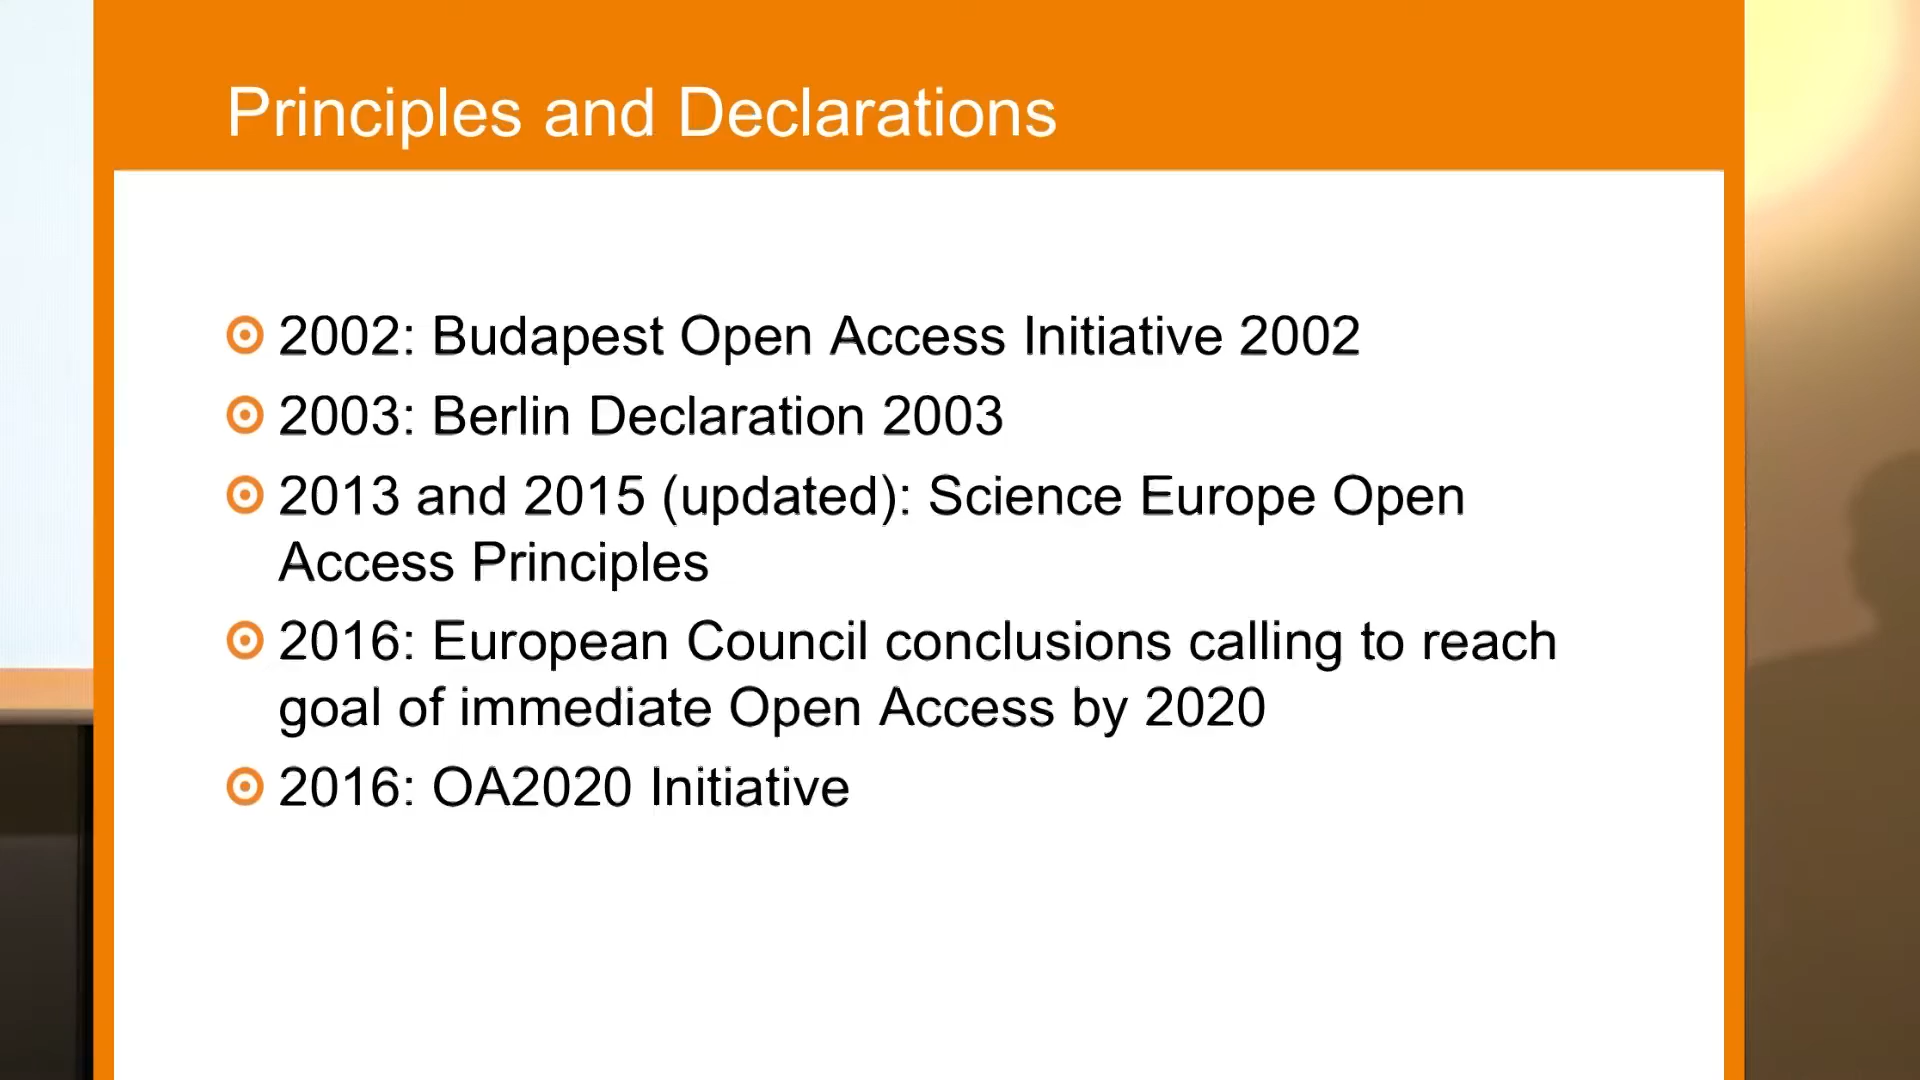 Principles and Declarations
2002: Budapest Open Access Initiative 2002
2003: Berlin Declaration 2003
2013 and 2015 (updated): Science Europe Open
Access Principles
2016: European Council conclusions calling to reach
goal of immediate Open Access by 2020
2016: OA2020 Initiative